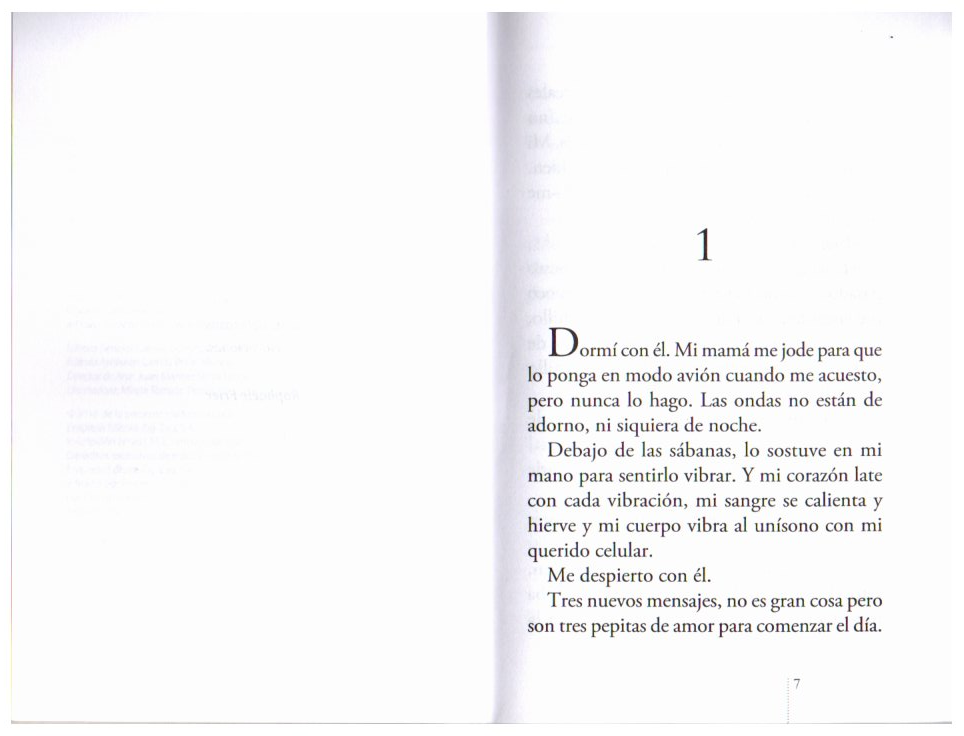 1
Dormí con él. Mi mamá me jode para que
lo ponga en modo avión cuando me acuesto,
pero nunca lo hago. Las ondas no están de
adorno, ni siquiera de noche.
Debajo de las sábanas, lo sostuve en mi
mano para sentirlo vibrar. Y mi corazón late
con cada vibración, mi sangre se calienta y
hierve y mi cuerpo vibra al unísono con mi
querido celular.
Me despierto con él.
Tres nuevos mensajes, no es gran cosa pero
son tres pepitas de amor para comenzar el día.
7